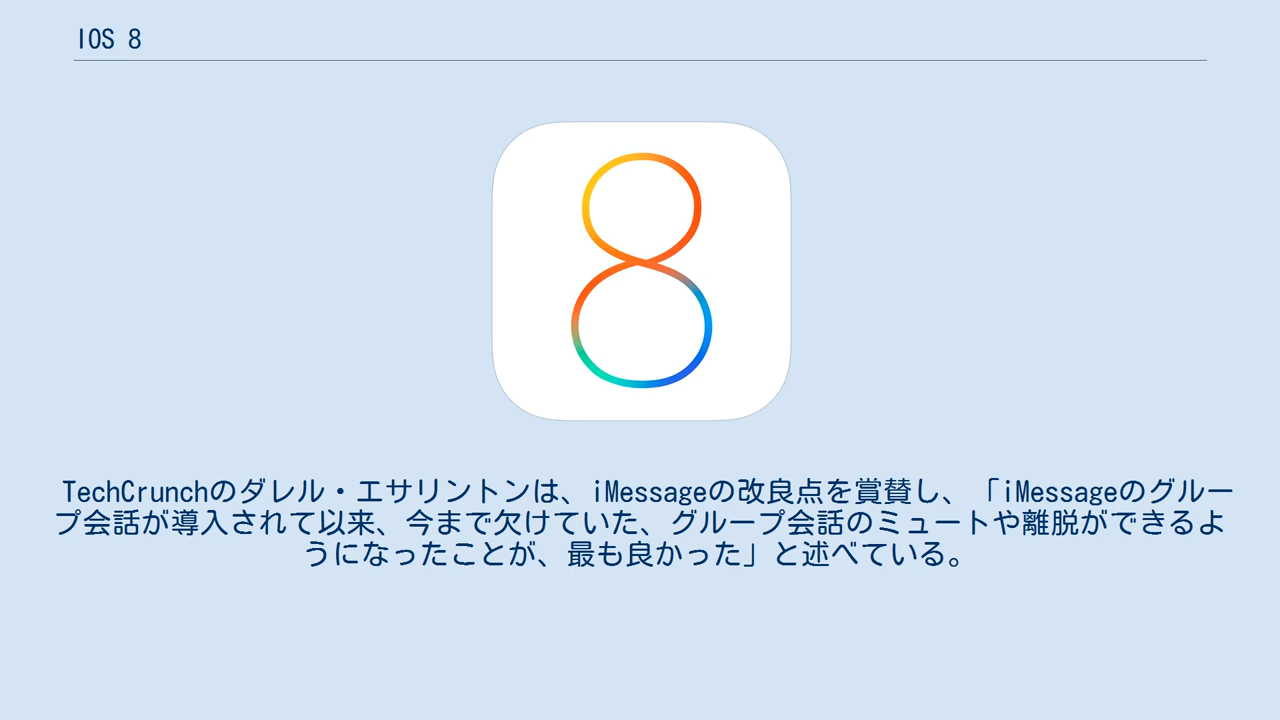 IOS 8
8
TechCrunchのダレル・エサリントンは、iMessageの改良点を賞賛し、「iMessageのグルー
プ会話が導入されて以来、今まで欠けていた、グループ会話のミュートや離脱ができるよ
うになったことが、最も良かった」と述べている。